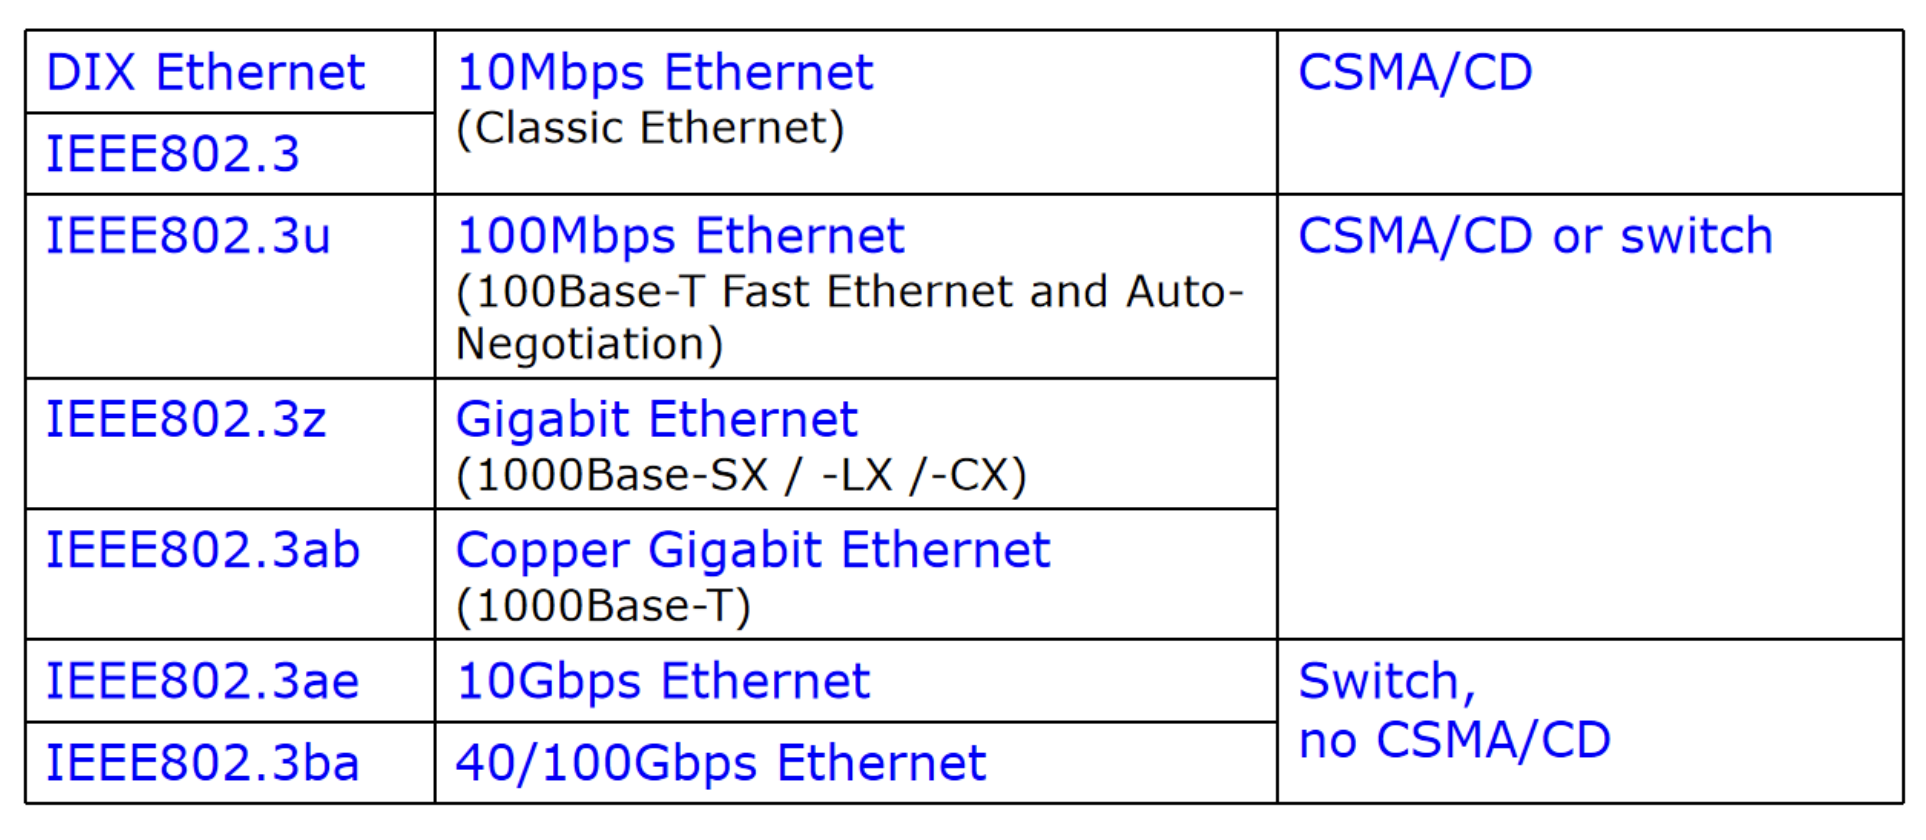 DIX Ethernet
10Mbps Ethernet
(Classic Ethernet)
CSMA/CD
IEEE802.3
IEEE802.3u
100Mbps Ethernet
(100Base-T Fast Ethernet and Auto-
Negotiation)
CSMA/CD or switch
IEEE802.3z
Gigabit Ethernet
(1000Base-SX / -LX /-CX)
IEEE802.3ab
Copper Gigabit Ethernet
(1000Base-T)
IEEE802.3ae
10Gbps Ethernet
Switch,
no CSMA/CD
IEEE802.3ba
40/100Gbps Ethernet